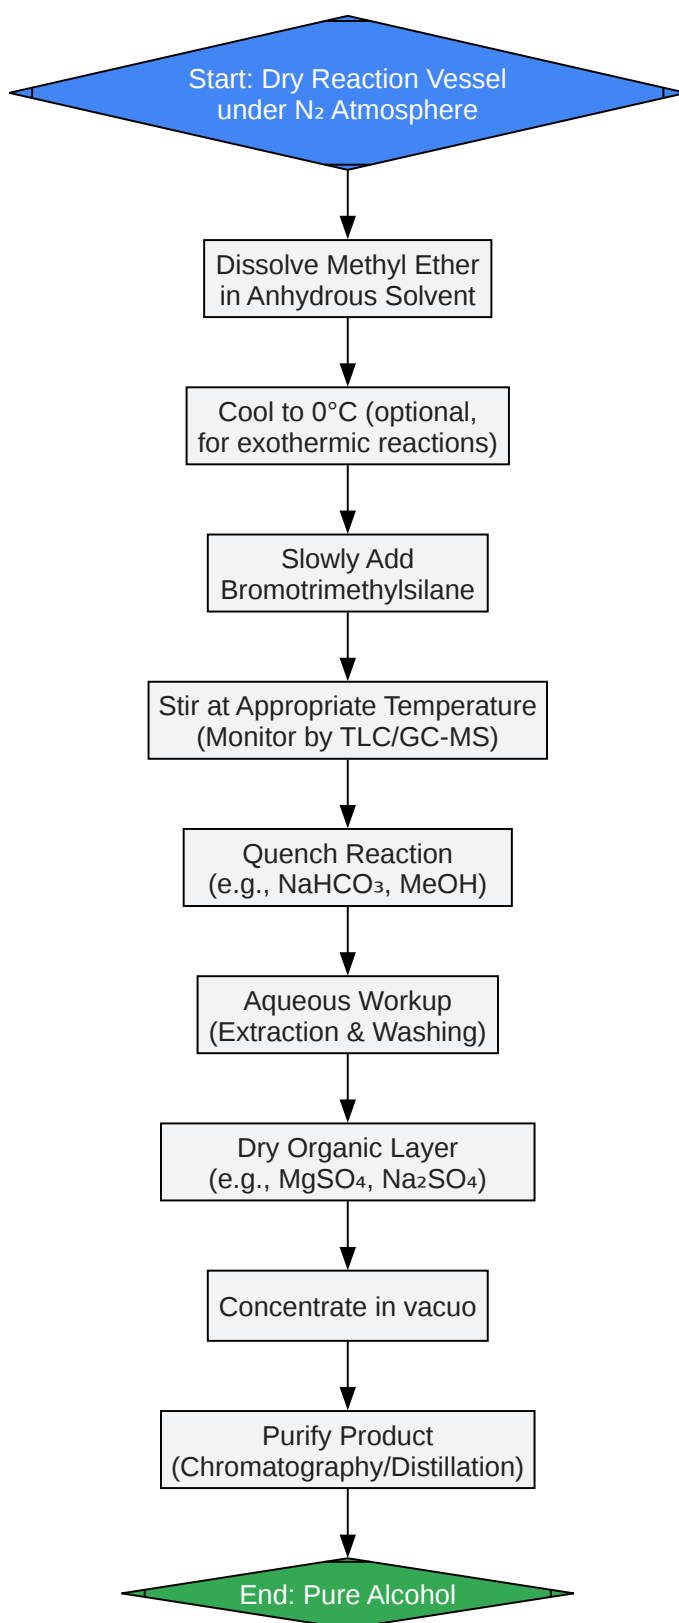 Start: Dry Reaction Vessel
under N₂ Atmosphere
Dissolve Methyl Ether
in Anhydrous Solvent
Cool to 0°C (optional,
for exothermic reactions)
Slowly Add
Bromotrimethylsilane
Stir at Appropriate Temperature
(Monitor by TLC/GC-MS)
Quench Reaction
(e.g., NaHCO₃, MeOH)
Aqueous Workup
(Extraction & Washing)
Dry Organic Layer
(e.g., MgSO₄, Na₂SO₄)
Concentrate in vacuo
Purify Product
(Chromatography/Distillation)
End: Pure Alcohol